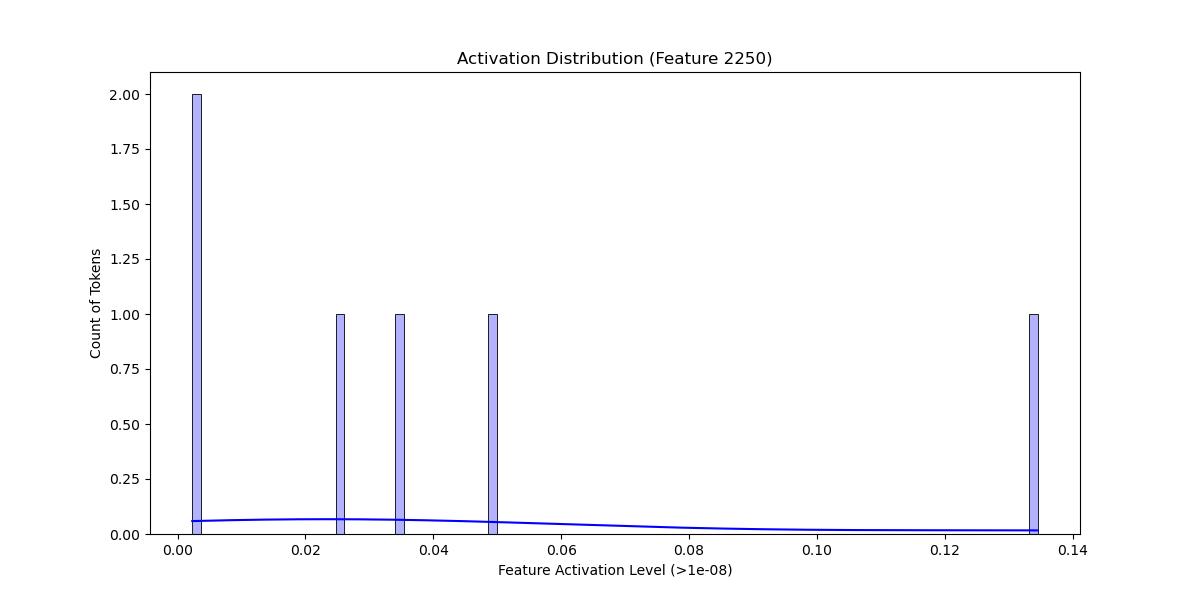 Activation Distribution (Feature 2250)
2.00
1.75
1.50
1.25
1.00
0.75
0.50
0.25
0.00
Count of Tokens
0.00 0.02 0.04 0.06 0.08 0.10 0.12 0.14
Feature Activation Level (>1e-08)